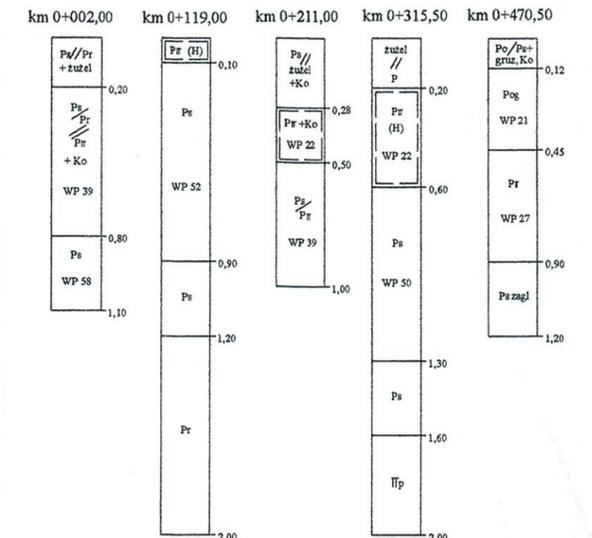 km 0+002,00
Ps//Pr
+ żużel
0,20
Ps
/
Pr
//
Pπ
+ Ko
WP 39
0,80
Ps
WP 58
1,10
km 0+119,00
Pπ (H)
0,10
Ps
WP 52
0,90
Ps
1,20
Pr
2,00
km 0+211,00
Ps//
żużel
+Ko
0,28
Pπ +Ko
WP 22
0,50
Ps
/
Pπ
WP 39
1,00
km 0+315,50
żużel
//
P
0,20
Pπ
(H)
WP 22
0,60
Ps
WP 50
1,30
Ps
1,60
Πp
2,00
km 0+470,50
Po/Ps+
gruz, Ko
0,12
Pog
WP 21
0,45
Pr
WP 27
0,90
Ps zagl
1,20